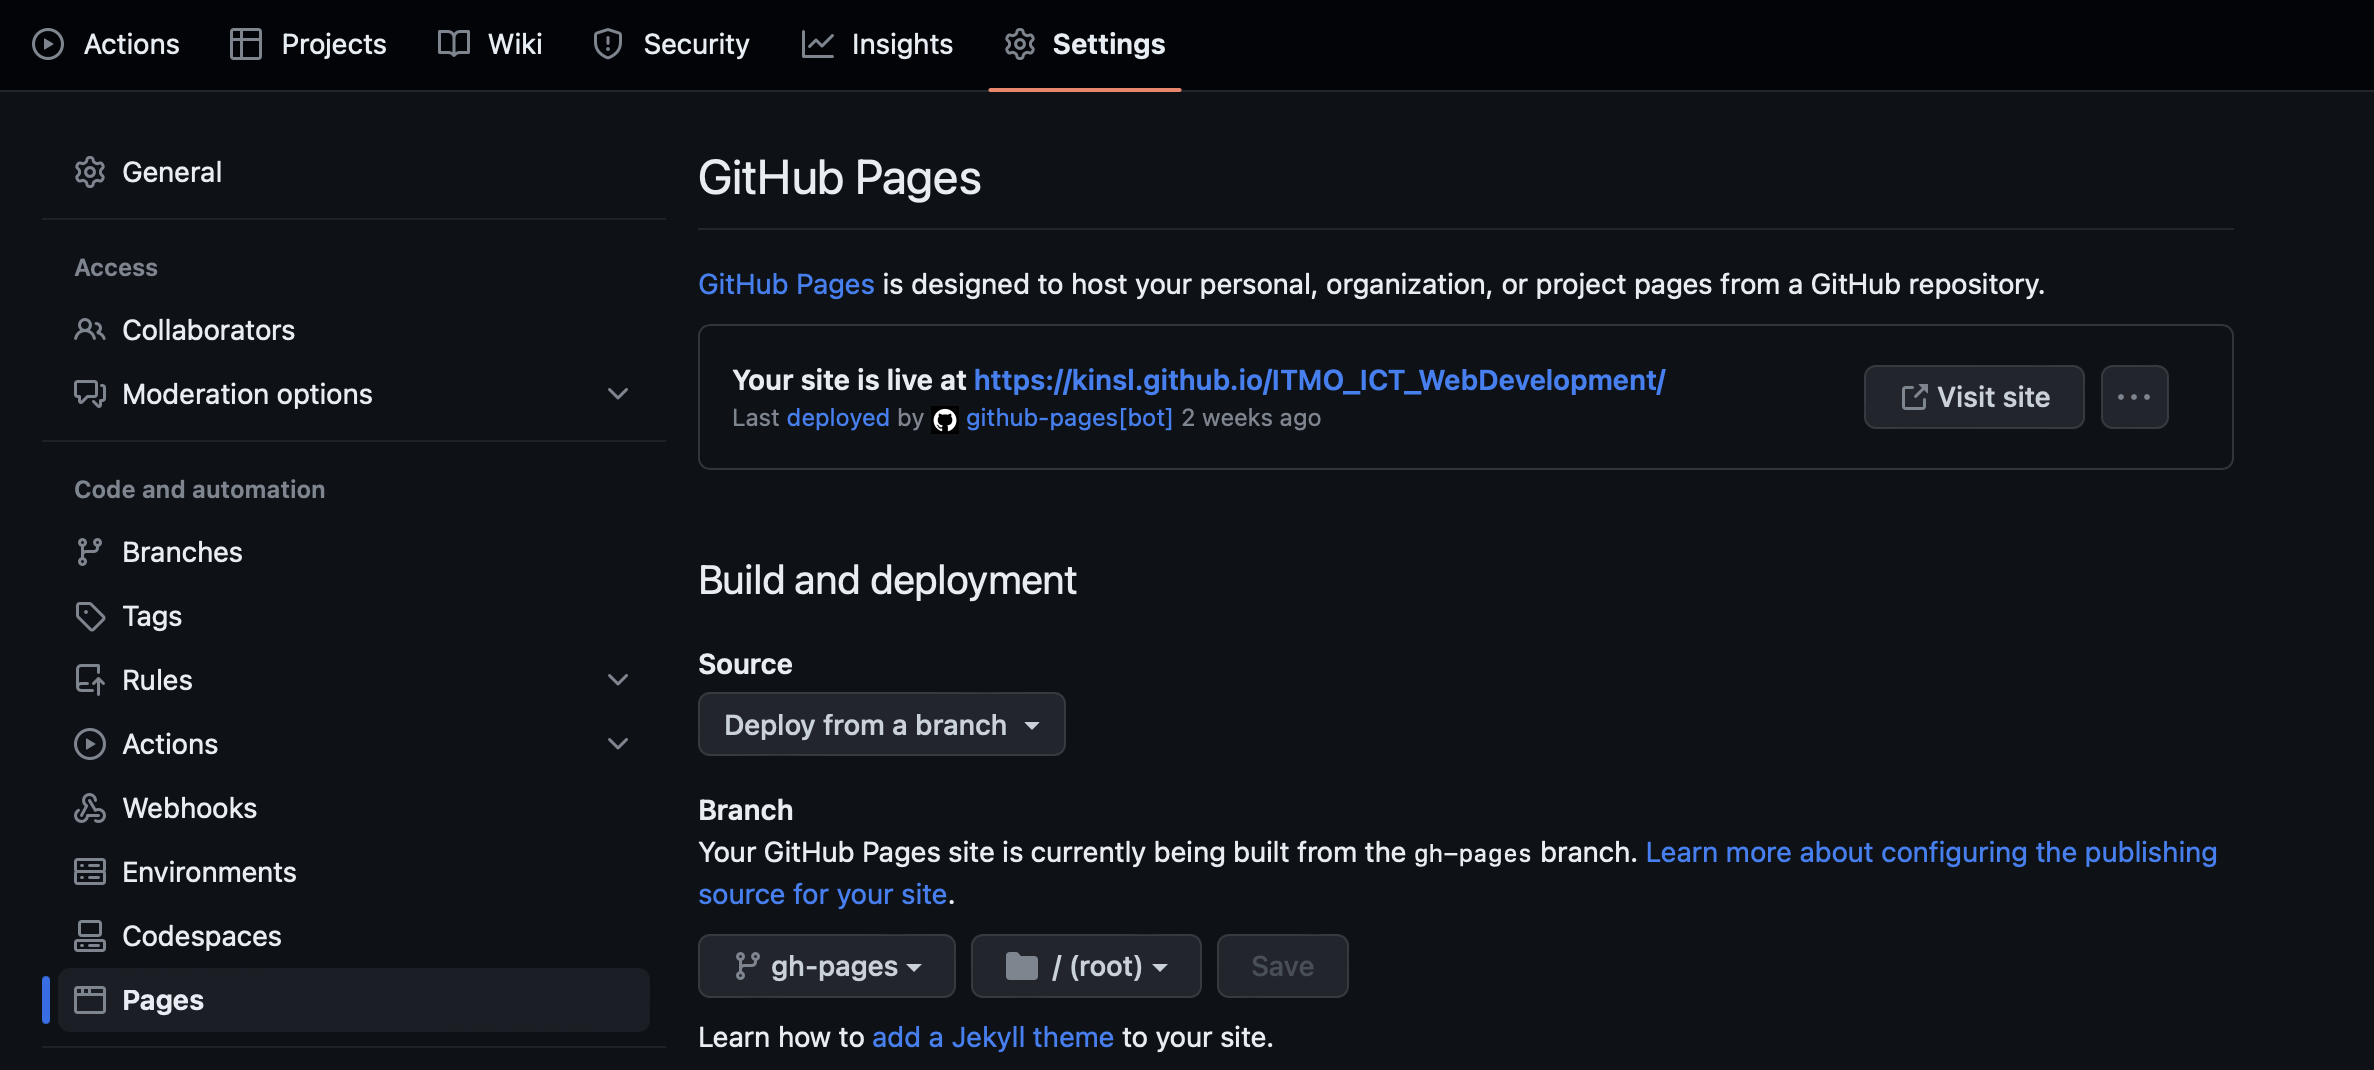 Actions Projects Wiki Security Insights Settings
General
Access
Collaborators
Moderation options
Code and automation
Branches
Tags
Rules
Actions
Webhooks
Environments
Codespaces
Pages
GitHub Pages
GitHub Pages is designed to host your personal, organization, or project pages from a GitHub repository.
Your site is live at https://kinsl.github.io/ITMO_ICT_WebDevelopment/
Last deployed by github-pages[bot] 2 weeks ago
Visit site
Build and deployment
Source
Deploy from a branch
Branch
Your GitHub Pages site is currently being built from the gh-pages branch. Learn more about configuring the publishing
source for your site.
gh-pages / (root) Save
Learn how to add a Jekyll theme to your site.